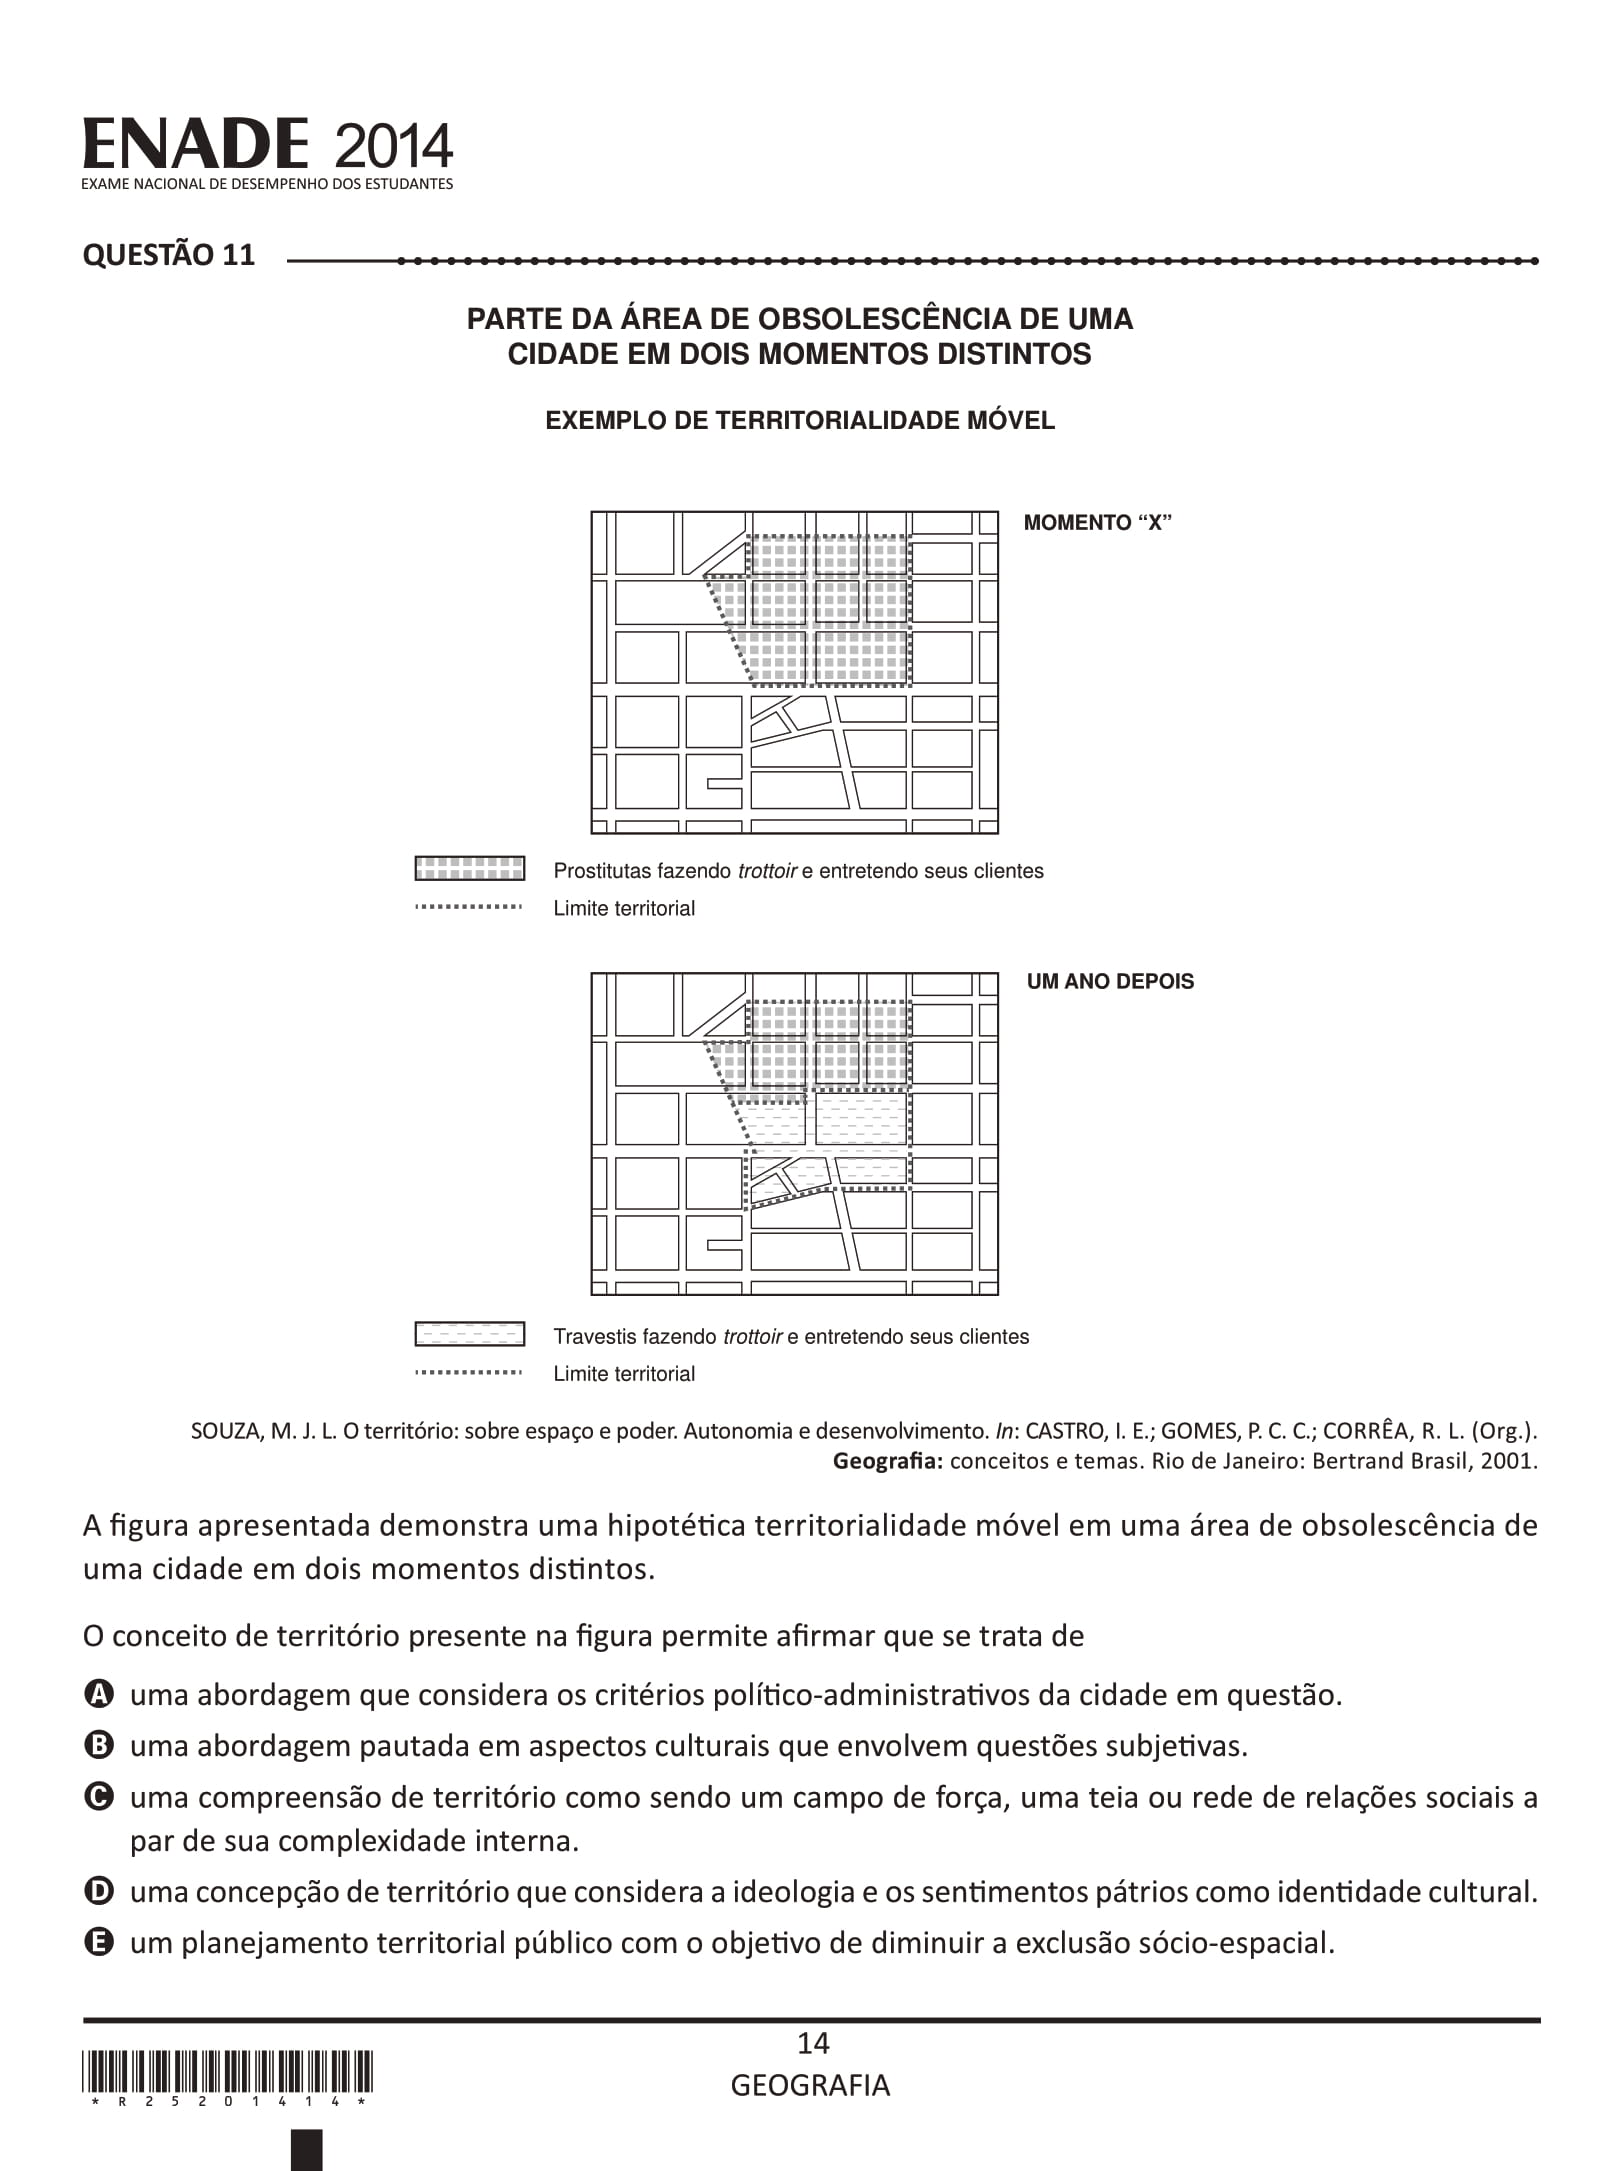 ENADE 2014
EXAME NACIONAL DE DESEMPENHO DOS ESTUDANTES
QUESTÃO 11
PARTE DA ÁREA DE OBSOLESCÊNCIA DE UMA
CIDADE EM DOIS MOMENTOS DISTINTOS
EXEMPLO DE TERRITORIALIDADE MÓVEL
MOMENTO “X”
Prostitutas fazendo trottoir e entretendo seus clientes
Limite territorial
UM ANO DEPOIS
Travestis fazendo trottoir e entretendo seus clientes
Limite territorial
SOUZA, M. J. L. O território: sobre espaço e poder. Autonomia e desenvolvimento. In: CASTRO, I. E.; GOMES, P. C. C.; CORRÊA, R. L. (Org.).
Geografia: conceitos e temas. Rio de Janeiro: Bertrand Brasil, 2001.
A figura apresentada demonstra uma hipotética territorialidade móvel em uma área de obsolescência de
uma cidade em dois momentos distintos.
O conceito de território presente na figura permite afirmar que se trata de
A uma abordagem que considera os critérios político-administrativos da cidade em questão.
B uma abordagem pautada em aspectos culturais que envolvem questões subjetivas.
C uma compreensão de território como sendo um campo de força, uma teia ou rede de relações sociais a
par de sua complexidade interna.
D uma concepção de território que considera a ideologia e os sentimentos pátrios como identidade cultural.
E um planejamento territorial público com o objetivo de diminuir a exclusão sócio-espacial.
14
GEOGRAFIA
* R 2 5 2 0 1 4 1 4 *